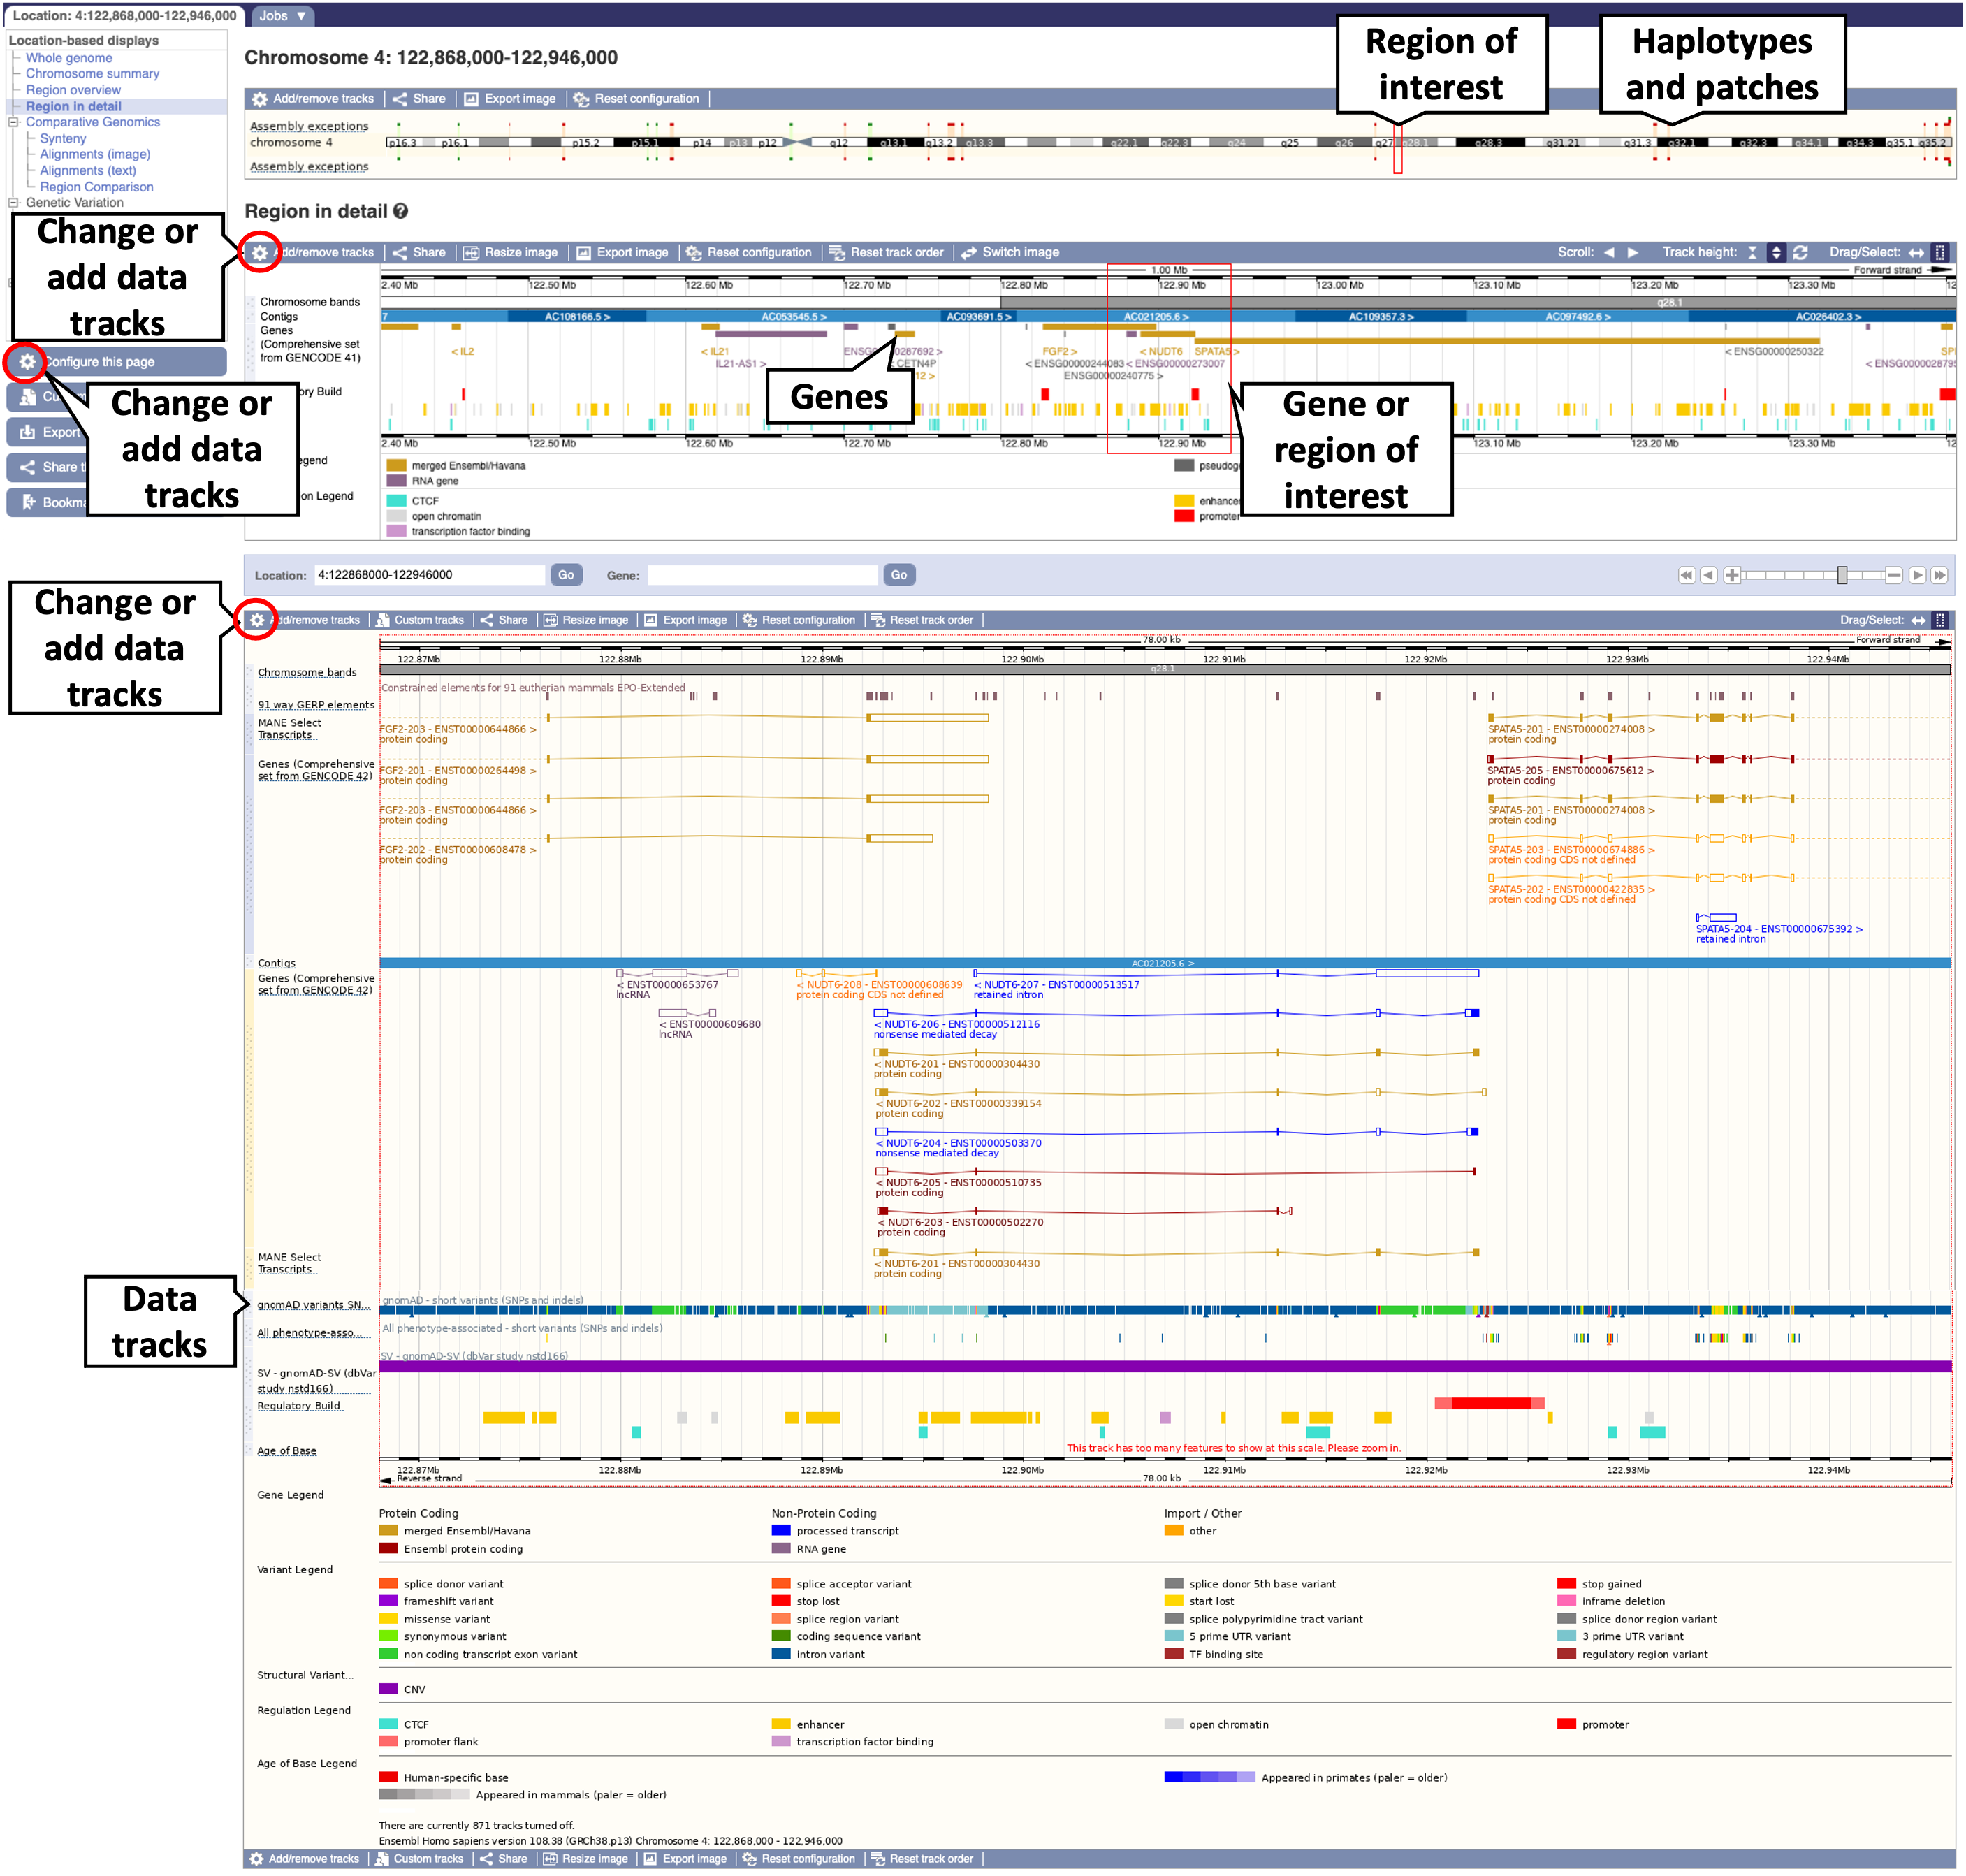 Location: 4:122,868,000-122,946,000
Jobs ▼
Location-based displays
Whole genome
Chromosome summary
Region overview
Region in detail
Comparative Genomics
Synteny
Alignments (image)
Alignments (text)
Region Comparison
Genetic Variation
Change or
add data
tracks
Configure this page
Change or
add data
tracks
Export
Share
Chromosome 4: 122,868,000-122,946,000
Region of
interest
Haplotypes
and patches
Add/remove tracks
Share
Export image
Reset configuration
Assembly exceptions
chromosome 4
p16.3 p16.1 p15.2 p15.1 p14 p13 p12 q12 q13.1 q13.2 q13.3 q22.1 q22.3 q24 q25 q26 q27 q28.1 q28.3 q31.21 q31.3 q32.1 q32.3 q34.1 q34.3 q35.1 q35.2
Assembly exceptions
Region in detail
Add/remove tracks
Share
Resize image
Export image
Reset configuration
Reset track order
Switch image
Scroll:
Track height:
Drag/Select:
1.00 Mb
Forward strand
2.40 Mb 122.50 Mb 122.60 Mb 122.70 Mb 122.80 Mb 122.90 Mb 123.00 Mb 123.10 Mb 123.20 Mb 123.30 Mb
Chromosome bands
q28.1
Contigs
7 AC108166.5 > AC053545.5 > AC093691.5 > AC021205.6 > AC109357.3 > AC097492.6 > AC026402.3 >
Genes
(Comprehensive set
from GENCODE 41)
< IL2
< IL21
IL21-AS1 >
0287692 >
CETN4P
12 >
FGF2 >
< NUDT6
SPATA5 >
< ENSG00000244083
< ENSG00000273007
ENSG00000240775 >
< ENSG00000250322
Genes
Gene or
region of
interest
2.40 Mb 122.50 Mb 122.60 Mb 122.70 Mb 122.80 Mb 122.90 Mb 123.10 Mb 123.20 Mb 123.30 Mb
merged Ensembl/Havana
RNA gene
CTCF
enhancer
open chromatin
promoter
transcription factor binding
Location: 4:122868000-122946000 Go
Gene: Go
Change or
add data
tracks
Add/remove tracks
Custom tracks
Share
Resize image
Export image
Reset configuration
Reset track order
Drag/Select:
78.00 kb
Forward strand
122.87Mb 122.88Mb 122.89Mb 122.90Mb 122.91Mb 122.92Mb 122.93Mb 122.94Mb
Chromosome bands
q28.1
Constrained elements for 91 eutherian mammals EPO-Extended
91 way GERP elements
MANE Select
Transcripts
FGF2-203 - ENST00000644866 >
protein coding
SPATA5-201 - ENST00000274008 >
protein coding
Genes (Comprehensive
set from GENCODE 42)
FGF2-201 - ENST00000264498 >
protein coding
SPATA5-205 - ENST00000675612 >
protein coding
FGF2-203 - ENST00000644866 >
protein coding
SPATA5-201 - ENST00000274008 >
protein coding
FGF2-202 - ENST00000608478 >
protein coding
SPATA5-203 - ENST00000674886 >
protein coding CDS not defined
SPATA5-202 - ENST00000422835 >
protein coding CDS not defined
SPATA5-204 - ENST00000675392 >
retained intron
Contigs
AC021205.6 >
Genes (Comprehensive
set from GENCODE 42)
< ENST00000653767
lncRNA
< NUDT6-208 - ENST00000608639
protein coding CDS not defined
< NUDT6-207 - ENST00000513517
retained intron
< ENST00000609680
lncRNA
< NUDT6-206 - ENST00000512116
nonsense mediated decay
< NUDT6-201 - ENST00000304430
protein coding
< NUDT6-202 - ENST00000339154
protein coding
< NUDT6-204 - ENST00000503370
nonsense mediated decay
< NUDT6-205 - ENST00000510735
protein coding
< NUDT6-203 - ENST00000502270
protein coding
MANE Select
Transcripts
< NUDT6-201 - ENST00000304430
protein coding
Data
tracks
gnomAD variants SN...
gnomAD - short variants (SNPs and indels)
All phenotype-asso...
All phenotype-associated - short variants (SNPs and indels)
SV - gnomAD-SV (dbVar study nstd166)
SV - gnomAD-SV (dbVar
study nstd166)
Regulatory Build
Age of Base
This track has too many features to show at this scale. Please zoom in.
122.87Mb 122.88Mb 122.89Mb 122.90Mb 122.91Mb 122.92Mb 122.93Mb 122.94Mb
Reverse strand
78.00 kb
Gene Legend
Protein Coding
Non-Protein Coding
Import / Other
merged Ensembl/Havana
processed transcript
other
Ensembl protein coding
RNA gene
Variant Legend
splice donor variant
splice acceptor variant
splice donor 5th base variant
stop gained
frameshift variant
stop lost
start lost
inframe deletion
missense variant
splice region variant
splice polypyrimidine tract variant
splice donor region variant
synonymous variant
coding sequence variant
5 prime UTR variant
3 prime UTR variant
non coding transcript exon variant
intron variant
TF binding site
regulatory region variant
Structural Variant...
CNV
Regulation Legend
CTCF
enhancer
open chromatin
promoter
promoter flank
transcription factor binding
Age of Base Legend
Human-specific base
Appeared in primates (paler = older)
Appeared in mammals (paler = older)
There are currently 871 tracks turned off.
Ensembl Homo sapiens version 108.38 (GRCh38.p13) Chromosome 4: 122,868,000 - 122,946,000
Add/remove tracks
Custom tracks
Share
Resize image
Export image
Reset configuration
Reset track order